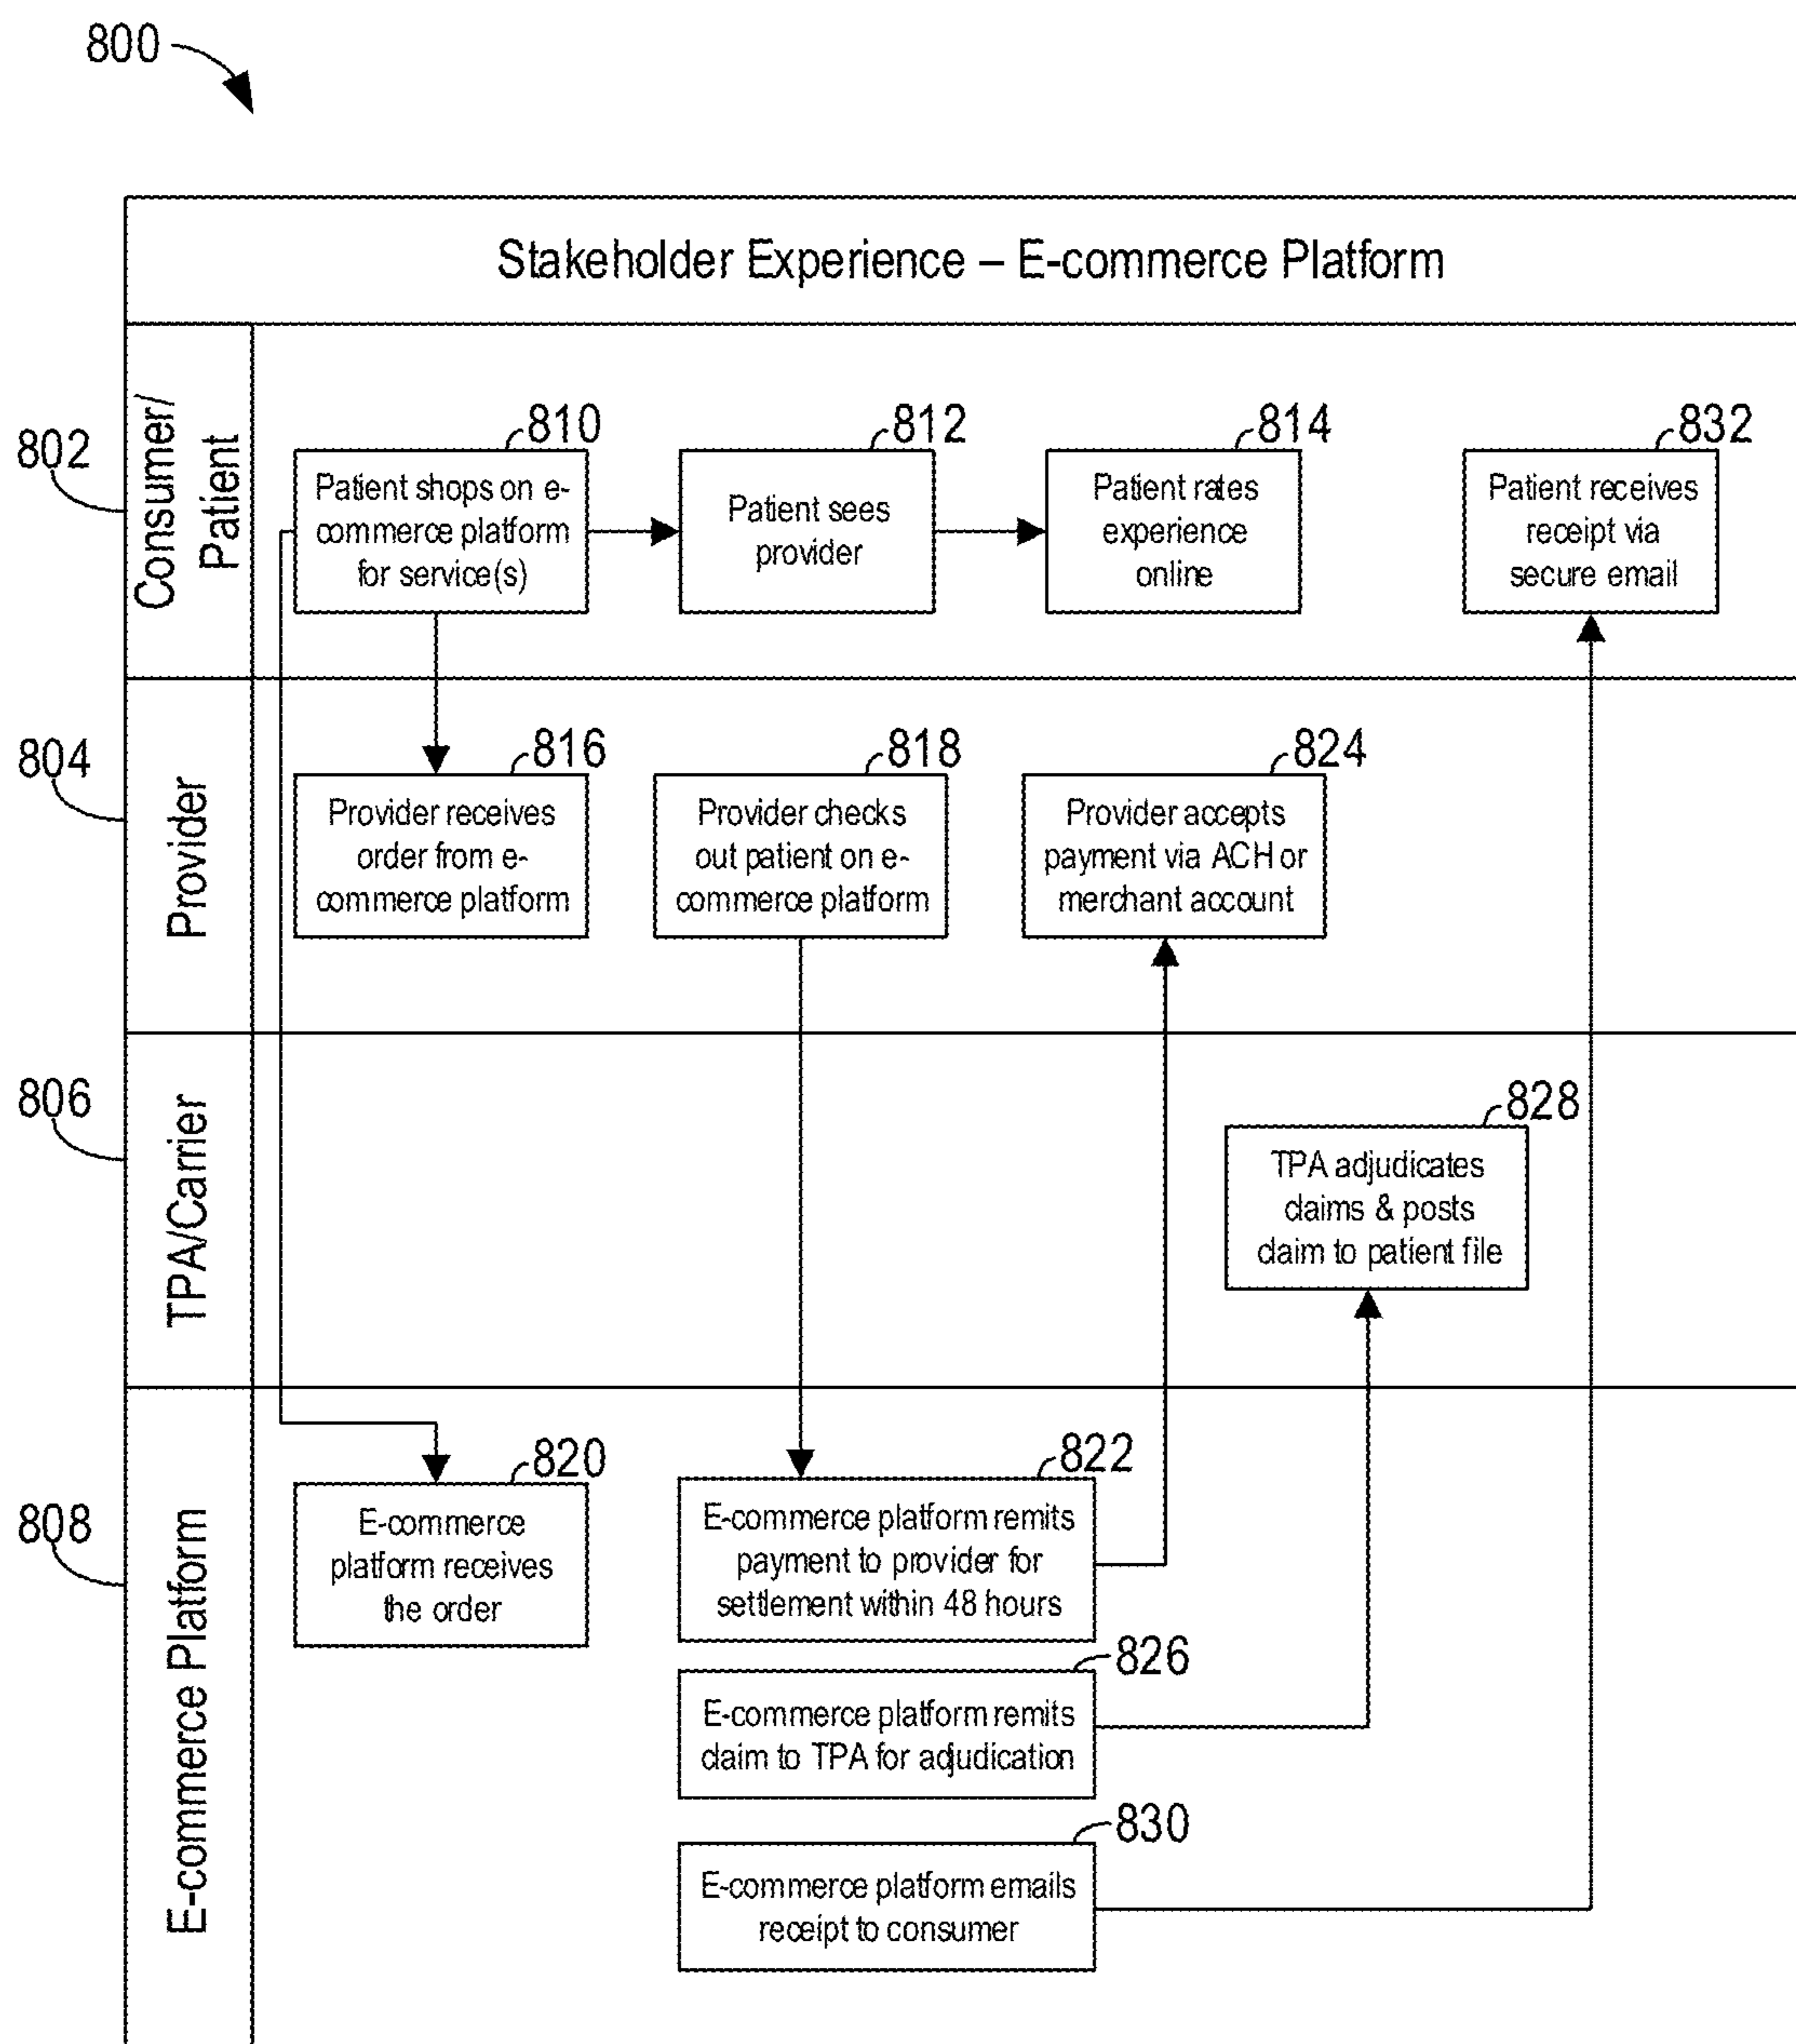 800
Stakeholder Experience – E-commerce Platform
802
Consumer/
Patient
810
Patient shops on e-
commerce platform
for service(s)
812
Patient sees
provider
814
Patient rates
experience
online
832
Patient receives
receipt via
secure email
804
Provider
816
Provider receives
order from e-
commerce platform
818
Provider checks
out patient on e-
commerce platform
824
Provider accepts
payment via ACH or
merchant account
806
TPA/Carrier
828
TPA adjudicates
claims & posts
claim to patient file
808
E-commerce Platform
820
E-commerce
platform receives
the order
822
E-commerce platform remits
payment to provider for
settlement within 48 hours
826
E-commerce platform remits
claim to TPA for adjudication
830
E-commerce platform emails
receipt to consumer